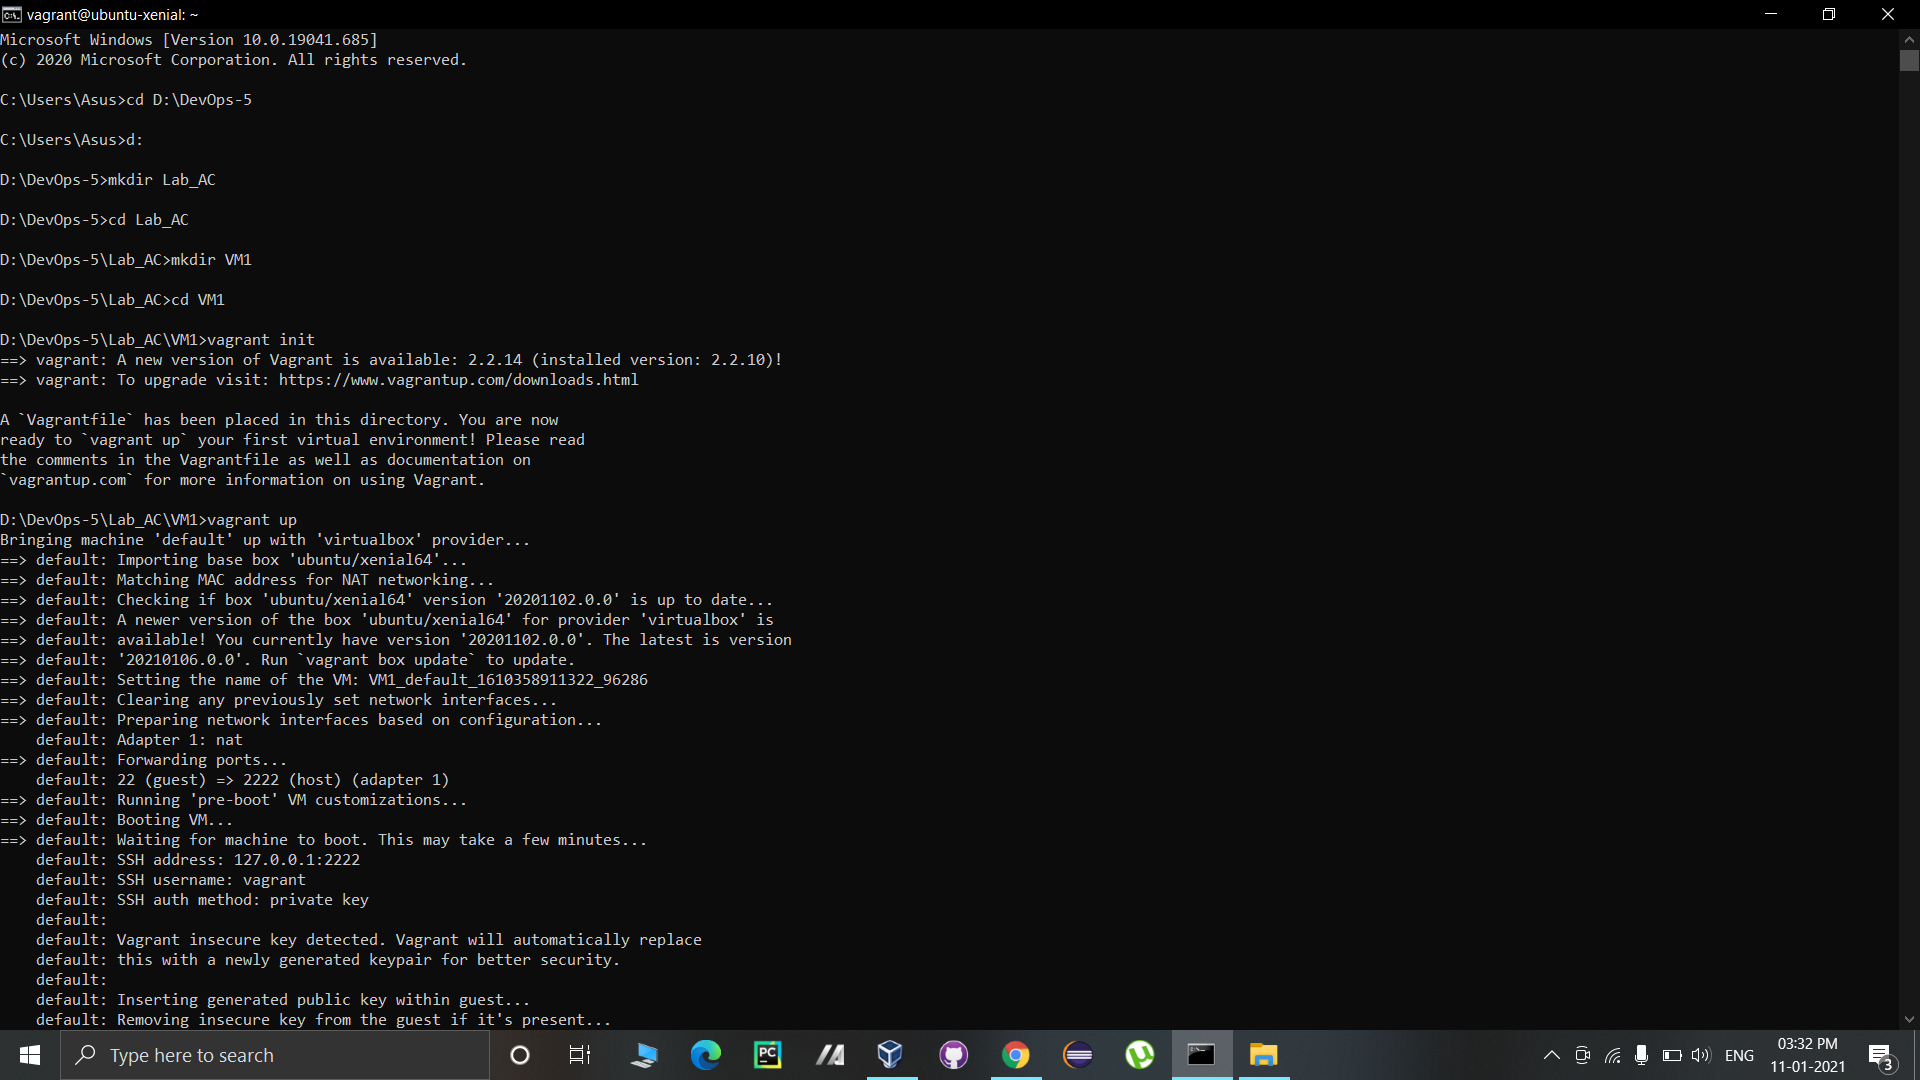 vagrant@ubuntu-xenial: ~
Microsoft Windows [Version 10.0.19041.685]
(c) 2020 Microsoft Corporation. All rights reserved.
C:\Users\Asus>cd D:\DevOps-5
C:\Users\Asus>d:
D:\DevOps-5>mkdir Lab_AC
D:\DevOps-5>cd Lab_AC
D:\DevOps-5\Lab_AC>mkdir VM1
D:\DevOps-5\Lab_AC>cd VM1
D:\DevOps-5\Lab_AC\VM1>vagrant init
==> vagrant: A new version of Vagrant is available: 2.2.14 (installed version: 2.2.10)!
==> vagrant: To upgrade visit: https://www.vagrantup.com/downloads.html
A `Vagrantfile` has been placed in this directory. You are now
ready to `vagrant up` your first virtual environment! Please read
the comments in the Vagrantfile as well as documentation on
`vagrantup.com` for more information on using Vagrant.
D:\DevOps-5\Lab_AC\VM1>vagrant up
Bringing machine 'default' up with 'virtualbox' provider...
==> default: Importing base box 'ubuntu/xenial64'...
==> default: Matching MAC address for NAT networking...
==> default: Checking if box 'ubuntu/xenial64' version '20201102.0.0' is up to date...
==> default: A newer version of the box 'ubuntu/xenial64' for provider 'virtualbox' is
==> default: available! You currently have version '20201102.0.0'. The latest is version
==> default: '20210106.0.0'. Run `vagrant box update` to update.
==> default: Setting the name of the VM: VM1_default_1610358911322_96286
==> default: Clearing any previously set network interfaces...
==> default: Preparing network interfaces based on configuration...
    default: Adapter 1: nat
==> default: Forwarding ports...
    default: 22 (guest) => 2222 (host) (adapter 1)
==> default: Running 'pre-boot' VM customizations...
==> default: Booting VM...
==> default: Waiting for machine to boot. This may take a few minutes...
    default: SSH address: 127.0.0.1:2222
    default: SSH username: vagrant
    default: SSH auth method: private key
    default:
    default: Vagrant insecure key detected. Vagrant will automatically replace
    default: this with a newly generated keypair for better security.
    default:
    default: Inserting generated public key within guest...
    default: Removing insecure key from the guest if it's present...
Type here to search
PC
ENG
03:32 PM
11-01-2021
3